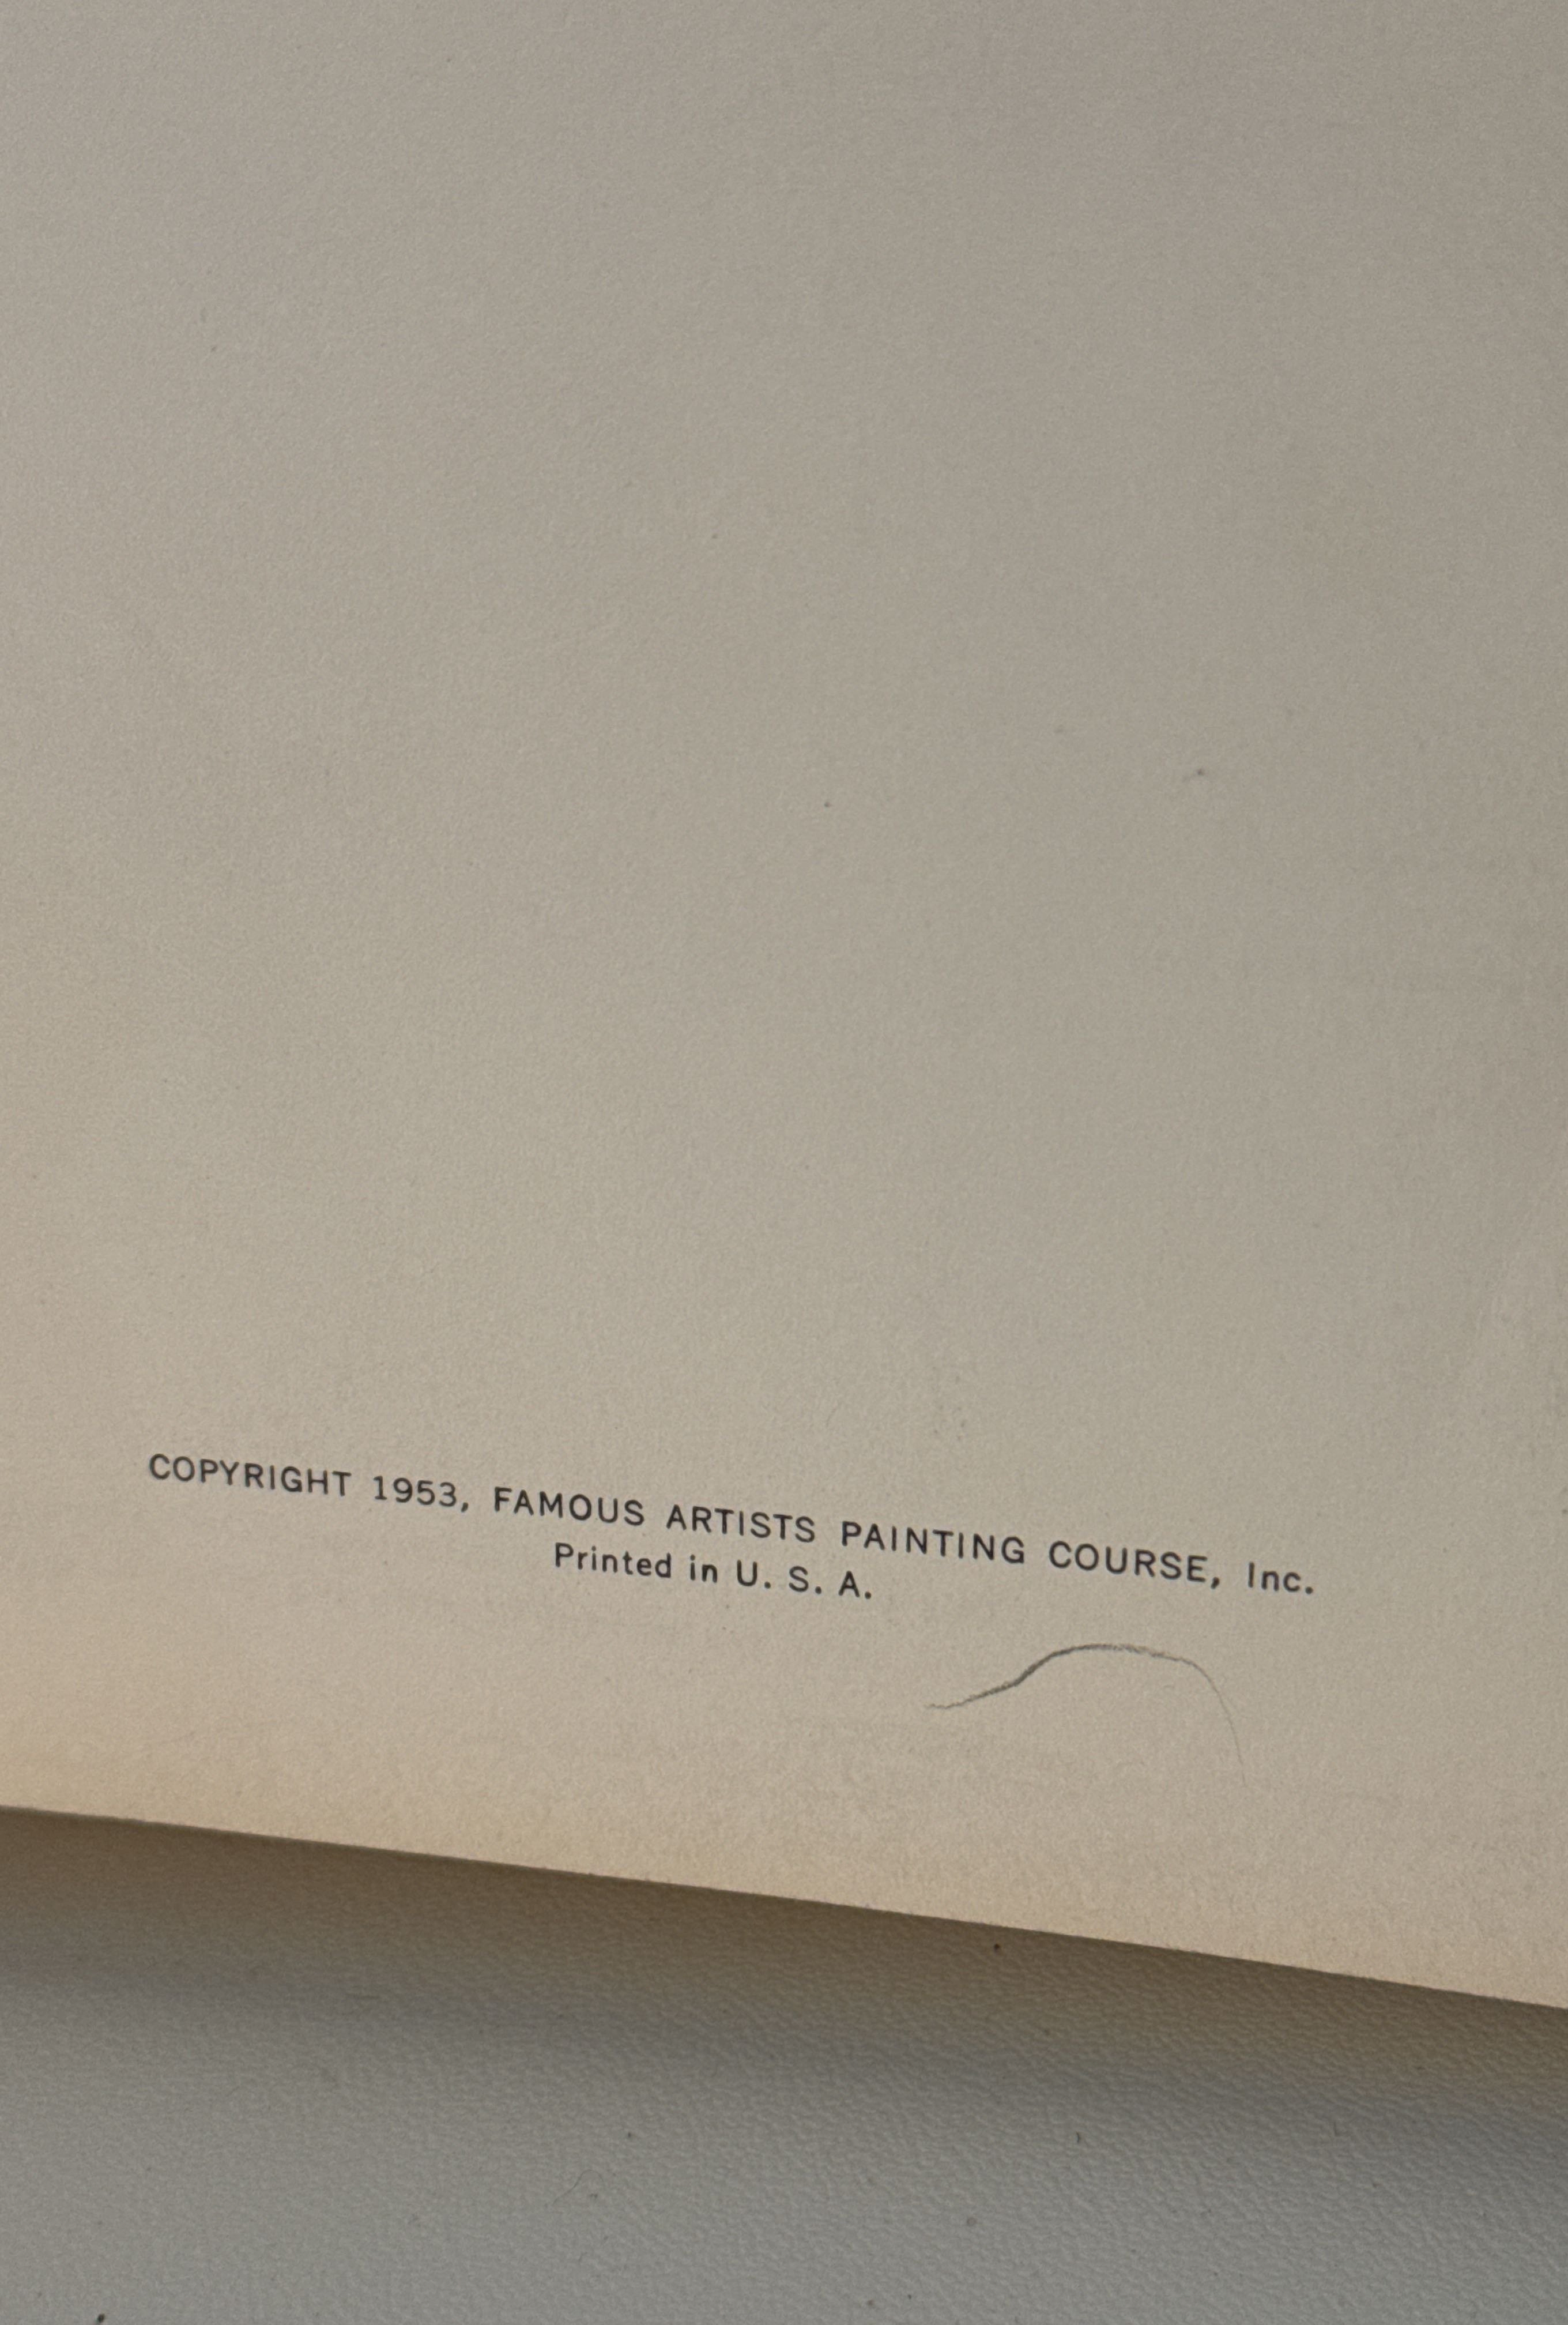 COPYRIGHT 1953, FAMOUS ARTISTS PAINTING COURSE, Inc.
Printed in U. S. A.